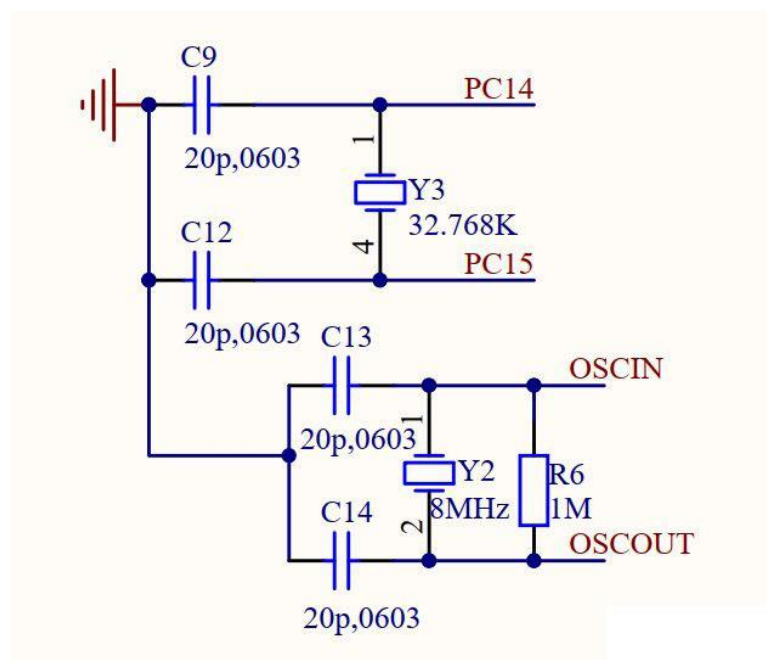 C9
PC14
20p,0603
1
Y3
32.768K
C12
4
PC15
20p,0603
C13
OSCIN
1
20p,0603
Y2
R6
8MHz
1M
C14
2
OSCOUT
20p,0603